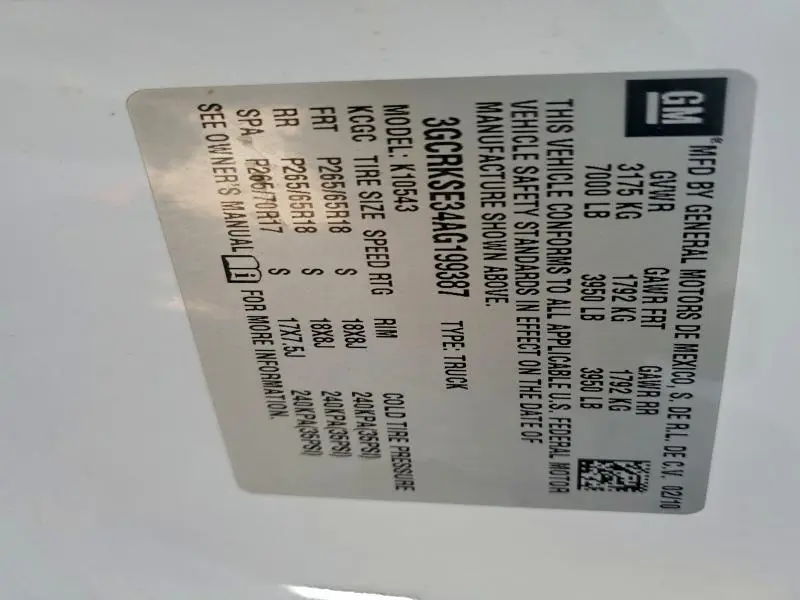 GM
®MFD BY GENERAL MOTORS DE MEXICO, S. DE R.L. DE C.V. 02/10
GVWR GAWR FRT GAWR RR
3175 KG 1792 KG 1792 KG
7000 LB 3950 LB 3950 LB
THIS VEHICLE CONFORMS TO ALL APPLICABLE U.S. FEDERAL MOTOR
VEHICLE SAFETY STANDARDS IN EFFECT ON THE DATE OF
MANUFACTURE SHOWN ABOVE.
3GCRKSE34AG199387 TYPE: TRUCK
MODEL: K10543
KCGC TIRE SIZE SPEED RTG RIM COLD TIRE PRESSURE
FRT P265/65R18 S 18X8J 240KPA(35PSI)
RR P265/65R18 S 18X8J 240KPA(35PSI)
SPA P265/70R17 S 17X7.5J 240KPA(35PSI)
SEE OWNER'S MANUAL FOR MORE INFORMATION.